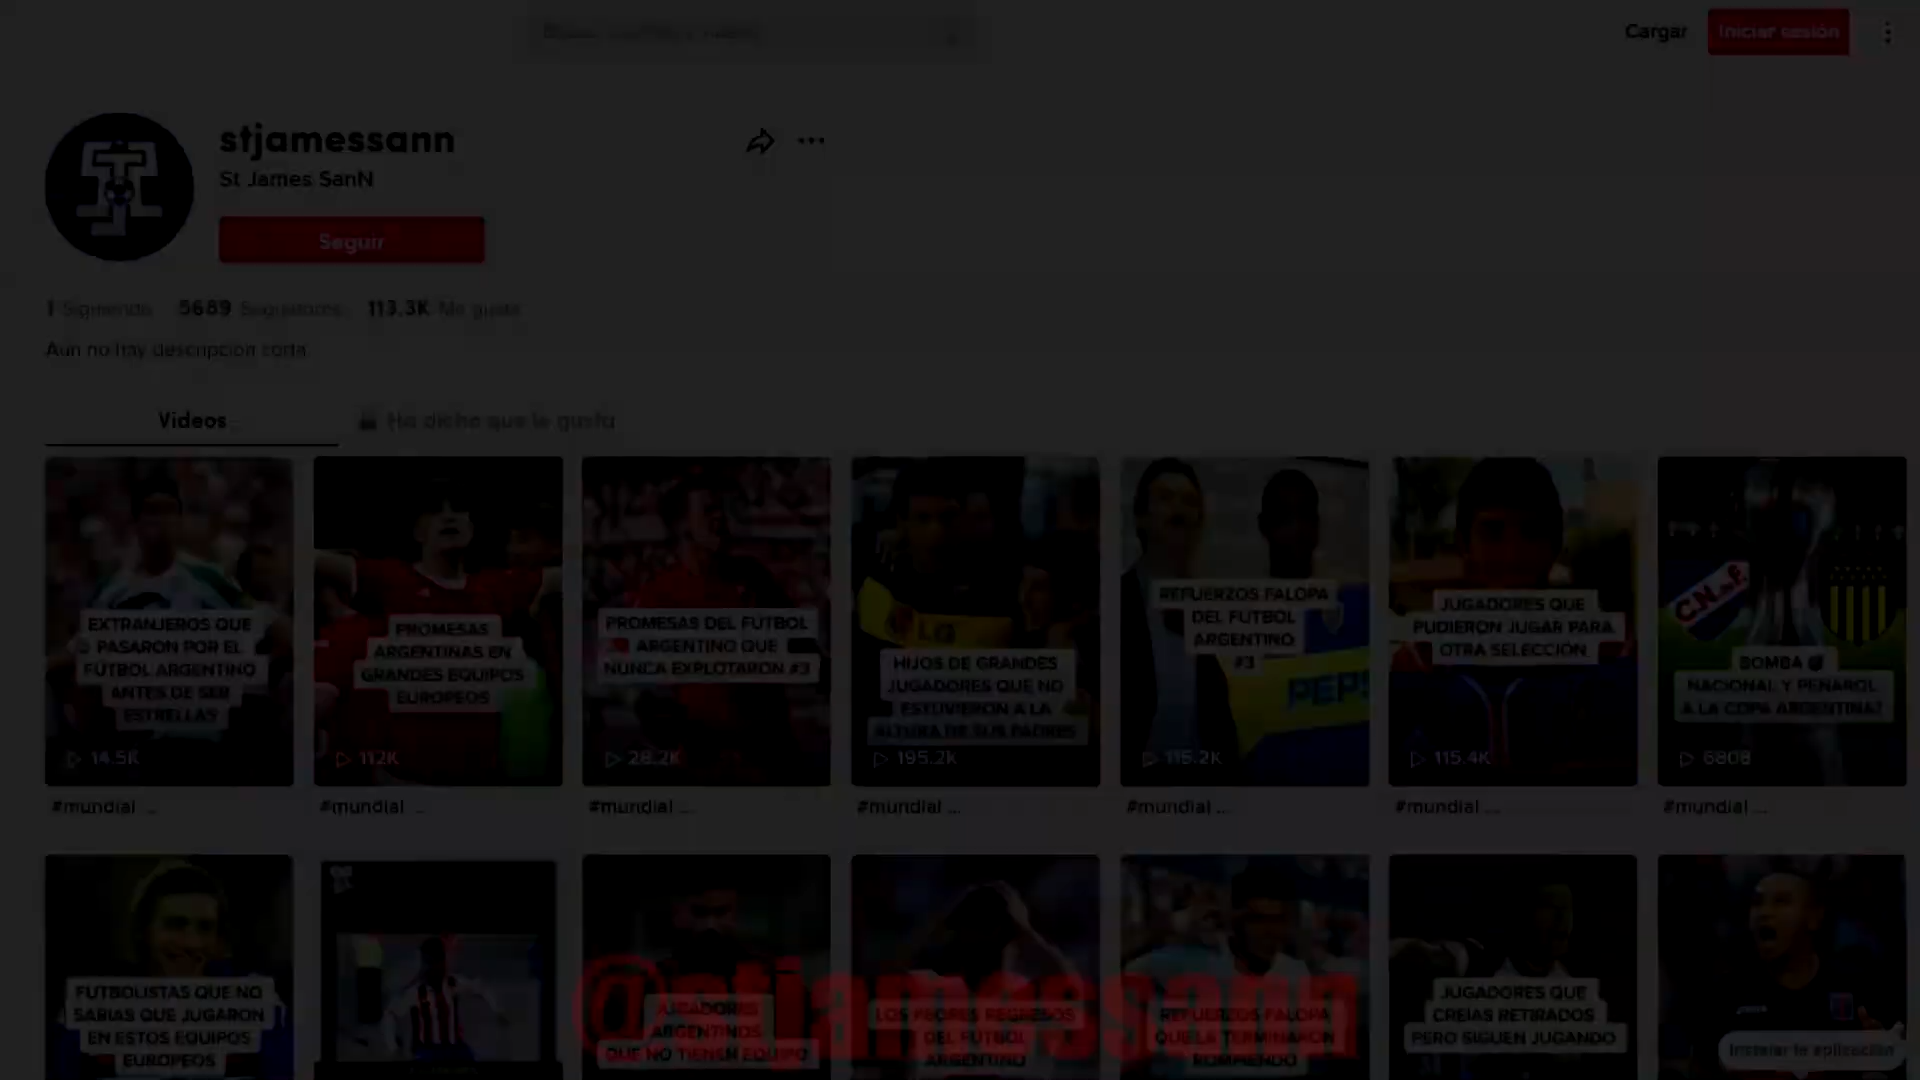 Cargar
Iniciar sesión
stjamessann
St James SanN
Seguir
1 Siguiendo 5689 Seguidores 113.3K Me gusta
Aún no hay descripción corta.
Videos
Ha dicho que le gusta
EXTRANJEROS QUE
PASARON POR EL
FÚTBOL ARGENTINO
ANTES DE SER
ESTRELLAS
14.5K
#mundial ...
PROMESAS
ARGENTINAS EN
GRANDES EQUIPOS
EUROPEOS
112K
#mundial ...
PROMESAS DEL FÚTBOL
ARGENTINO QUE
NUNCA EXPLOTARON #3
28.2K
#mundial ...
LG
HIJOS DE GRANDES
JUGADORES QUE NO
ESTUVIERON A LA
ALTURA DE SUS PADRES
195.2K
#mundial ...
REFUERZOS FALOPA
DEL FUTBOL
ARGENTINO
#3
PEPS
#mundial ...
JUGADORES QUE
PUDIERON JUGAR PARA
OTRA SELECCIÓN
115.4K
#mundial ...
C.N. de F.
BOMBA
NACIONAL Y PEÑAROL
A LA COPA ARGENTINA?
6808
#mundial ...
FUTBOLISTAS QUE NO
SABIAS QUE JUGARON
EN ESTOS EQUIPOS
EUROPEOS
JUGADORES
ARGENTINOS
QUE NO TIENEN EQUIPO
LOS PEORES REGRESOS
DEL FÚTBOL
ARGENTINO
REFUERZOS FALOPA
QUE LA TERMINARON
ROMPIENDO
JUGADORES QUE
CREIAS RETIRADOS
PERO SIGUEN JUGANDO
Instalar la aplicación
@stjamessann